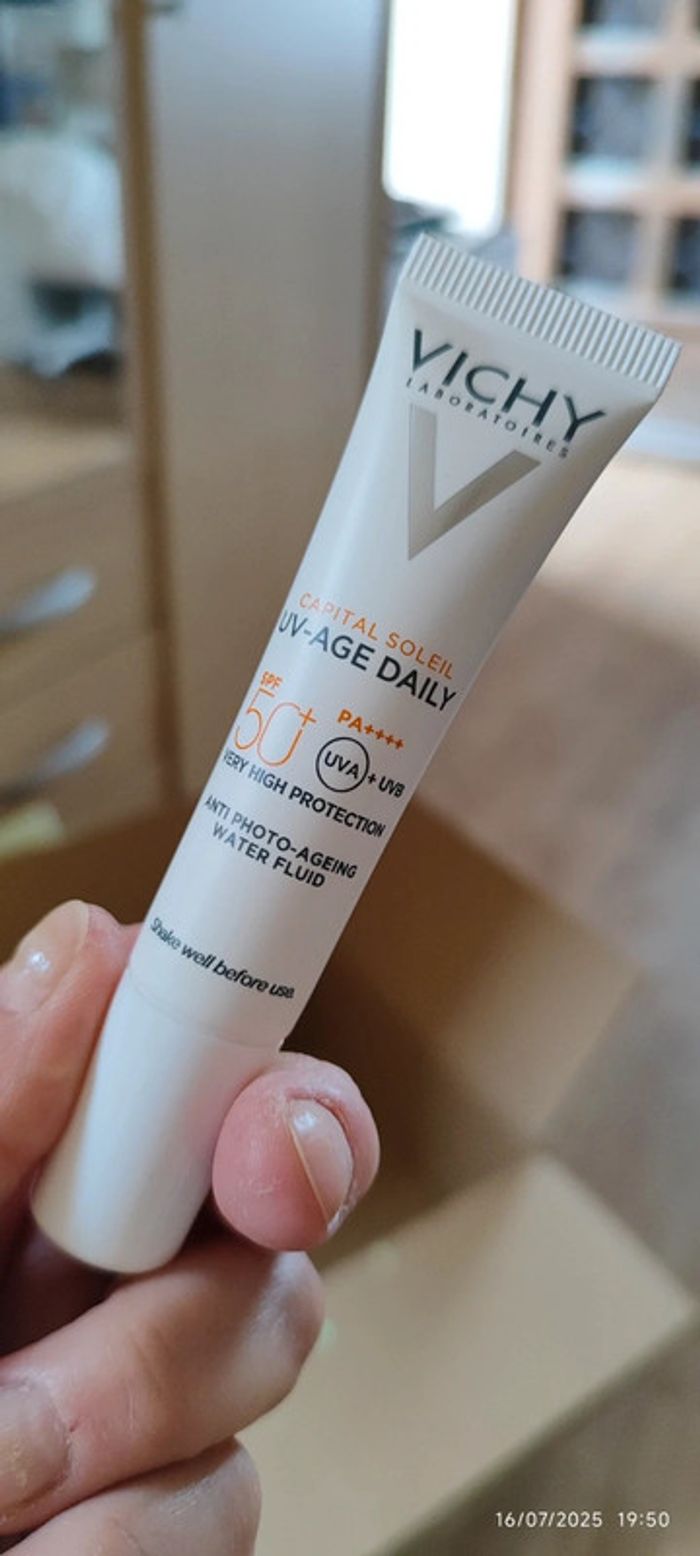 VICHY
LABORATOIRES
V
CAPITAL SOLEIL
UV-AGE DAILY
SPF
50+
PA++++
UVA + UVB
VERY HIGH PROTECTION
ANTI PHOTO-AGEING
WATER FLUID
Shake well before use.
16/07/2025 19:50